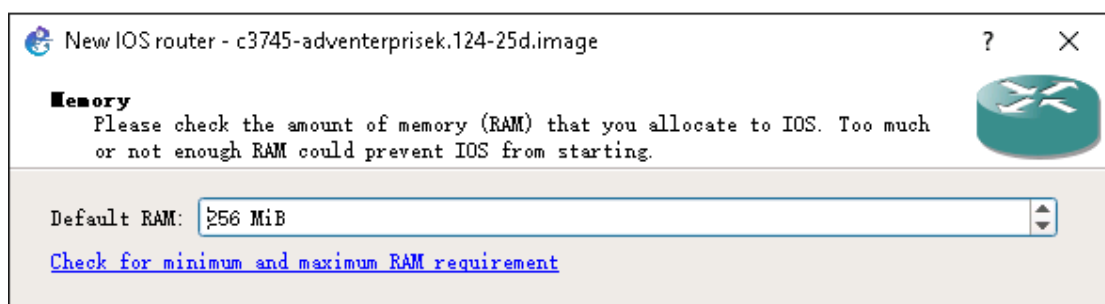 New IOS router - c3745-adventerprisek.124-25d.image
?
Memory
Please check the amount of memory (RAM) that you allocate to IOS. Too much
or not enough RAM could prevent IOS from starting.
Default RAM: 256 MiB
Check for minimum and maximum RAM requirement